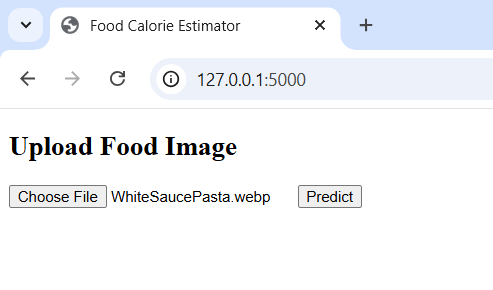 Food Calorie Estimator
127.0.0.1:5000
Upload Food Image
Choose File WhiteSaucePasta.webp Predict